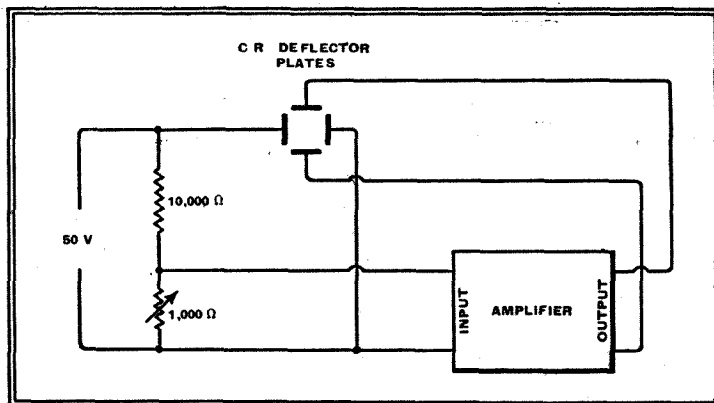 C R DEFLECTOR
PLATES
10,000 Ω
50 V
1,000 Ω
INPUT
AMPLIFIER
OUTPUT